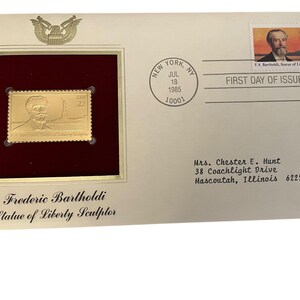 NEW YORK, NY
JUL
18
1985
10001
FIRST DAY OF ISSUE
F.A. Bartholdi, Statue of
Mrs. Chester E. Hunt
38 Coachlight Drive
Mascoutah, Illinois 622
Frederic Bartholdi
Statue of Liberty Sculptor